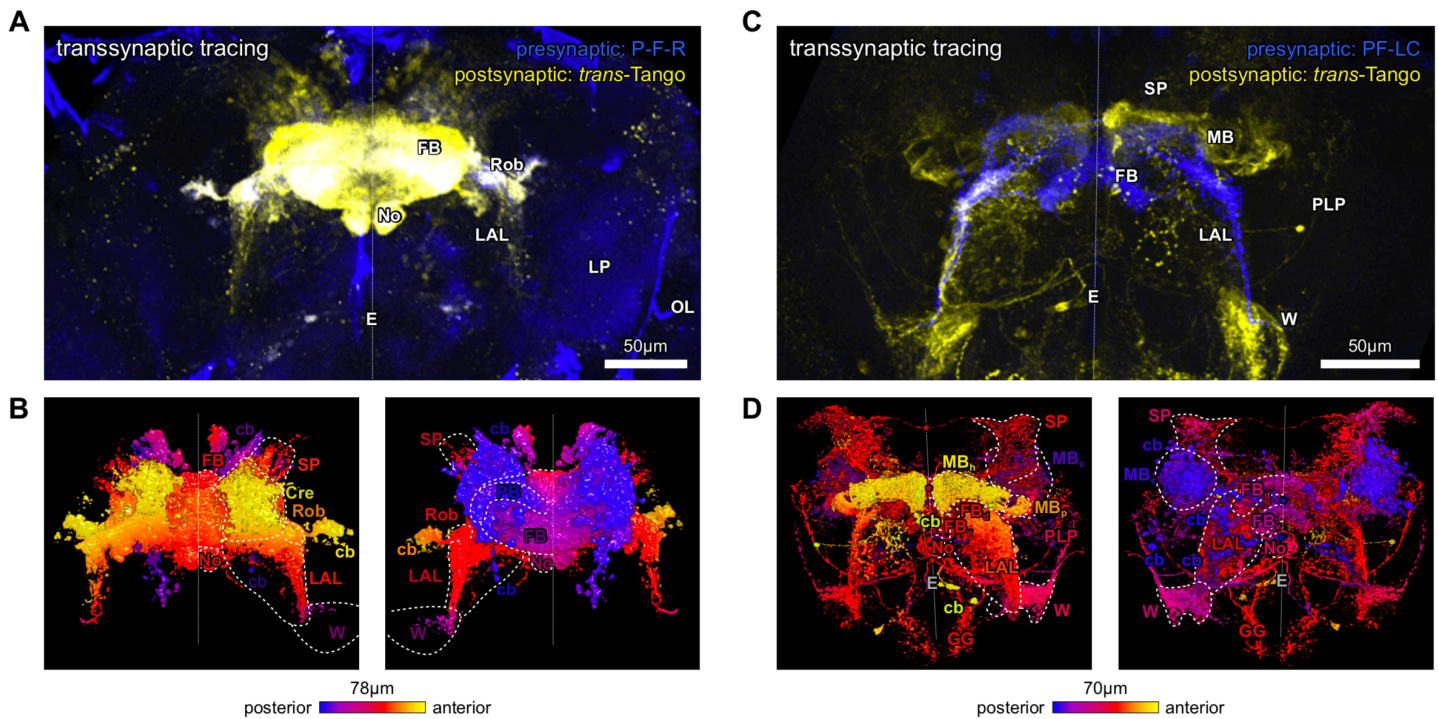 A
transsynaptic tracing
presynaptic: P-F-R
postsynaptic: trans-Tango
FB
Rob
No
LAL
LP
OL
E
50µm
C
transsynaptic tracing
presynaptic: PF-LC
postsynaptic: trans-Tango
SP
MB
FB
PLP
LAL
E
W
50µm
B
cb
FB
SP
Cre
Rob
cb
No
cb
LAL
W
cb
SP
PB
Rob
FB
cb
No
LAL
cb
W
78µm
posterior
anterior
D
SP
MBh
MBc
cb
FBd
MBp
FB
PLP
No
LAL
E
cb
W
GG
cb
SP
MBc
FB
cb
FB
LAL
No
cb
cb
E
W
GG
70µm
posterior
anterior